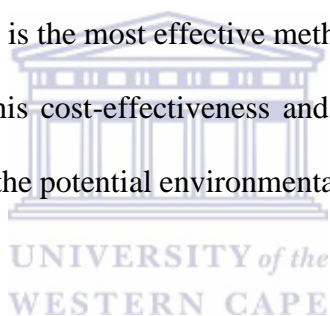 is the most effective meth
his cost-effectiveness and
the potential environmenta
UNIVERSITY of the
WESTERN CAPE